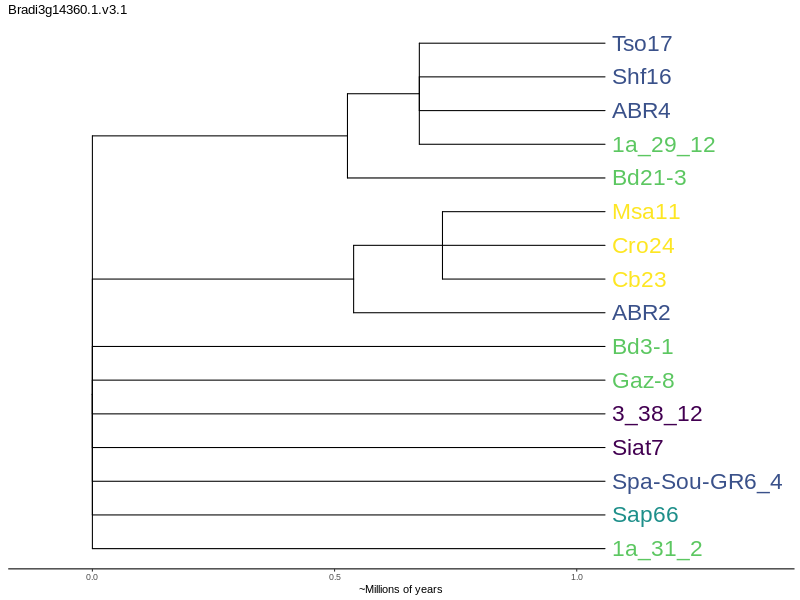 Bradi3g14360.1.v3.1
Tso17
Shf16
ABR4
1a_29_12
Bd21-3
Msa11
Cro24
Cb23
ABR2
Bd3-1
Gaz-8
3_38_12
Siat7
Spa-Sou-GR6_4
Sap66
1a_31_2
0.0 0.5 1.0
~Millions of years